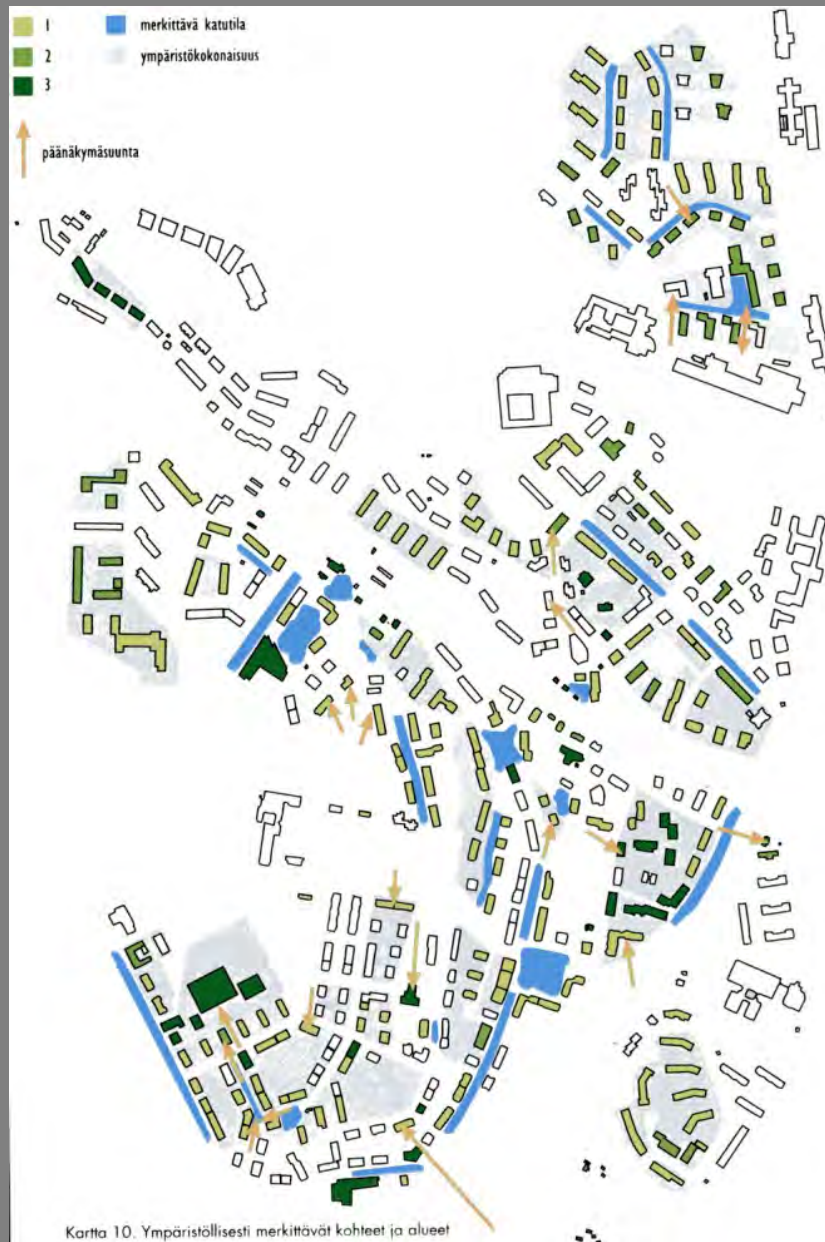 1
merkittävä katutila
2
ympäristökokonaisuus
3
päänäkymäsuunta
Kartta 10. Ympäristöllisesti merkittävät kohteet ja alueet